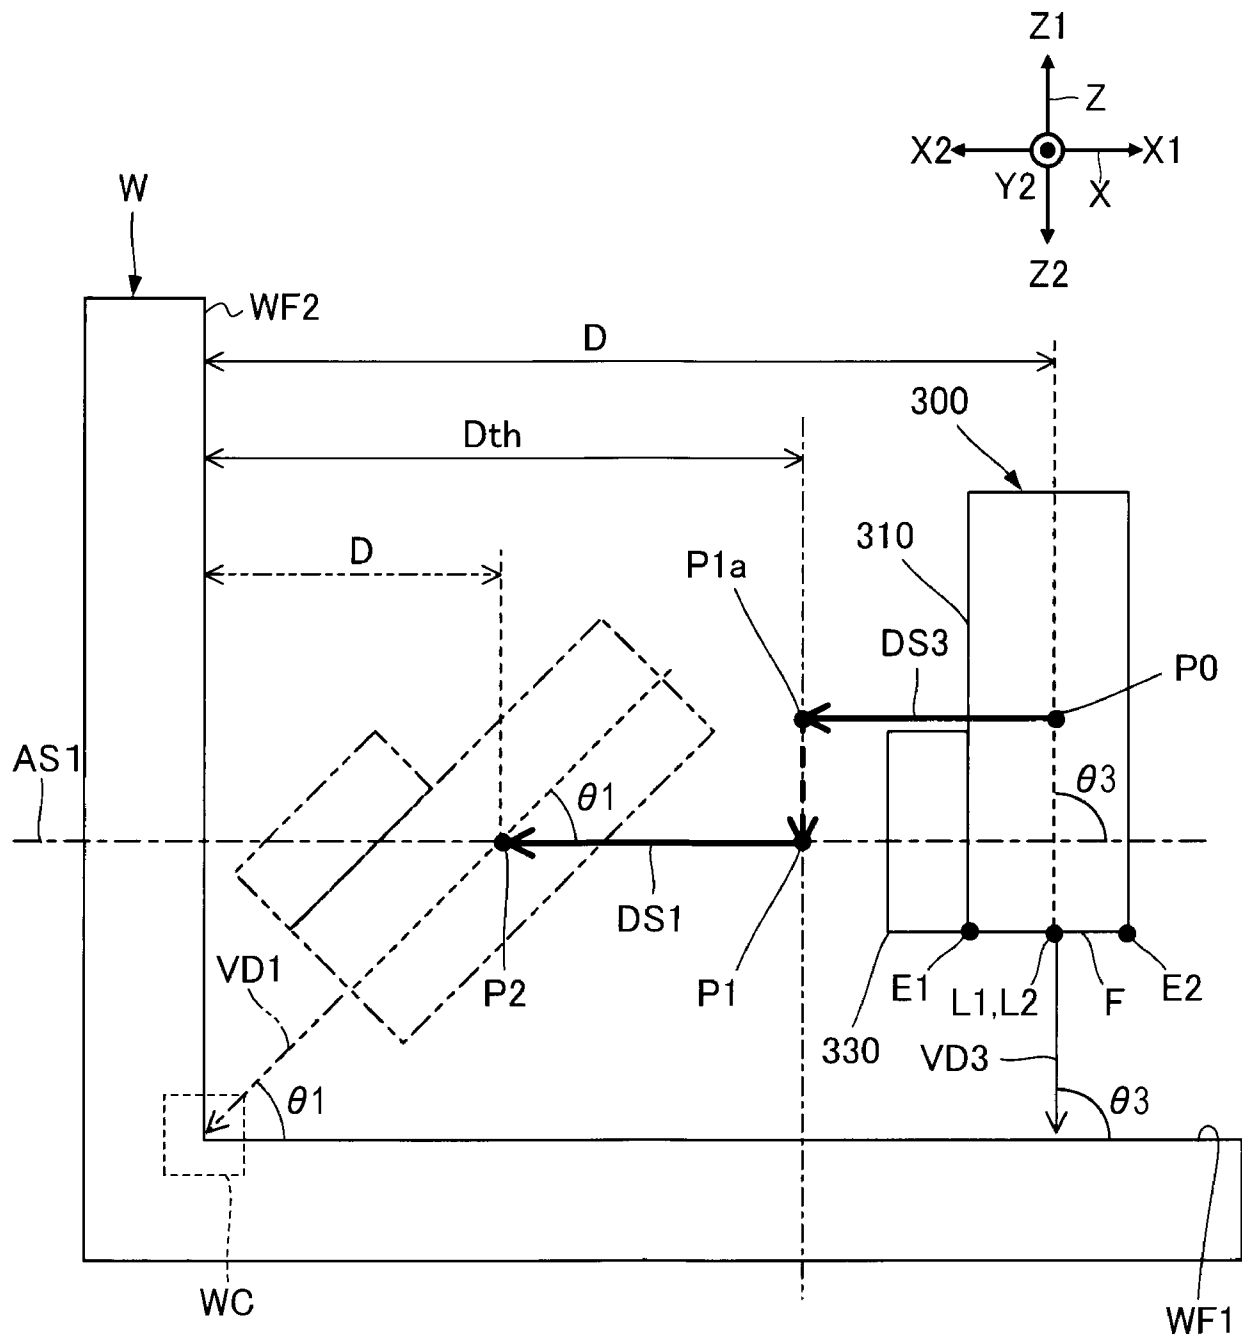 Z1
Z
X2
X1
Y2
X
Z2
W
WF2
D
300
Dth
310
D
P1a
DS3
P0
AS1
θ1
θ3
DS1
VD1
P2
P1
E1
L1,L2
F
E2
330
VD3
θ1
θ3
WC
WF1